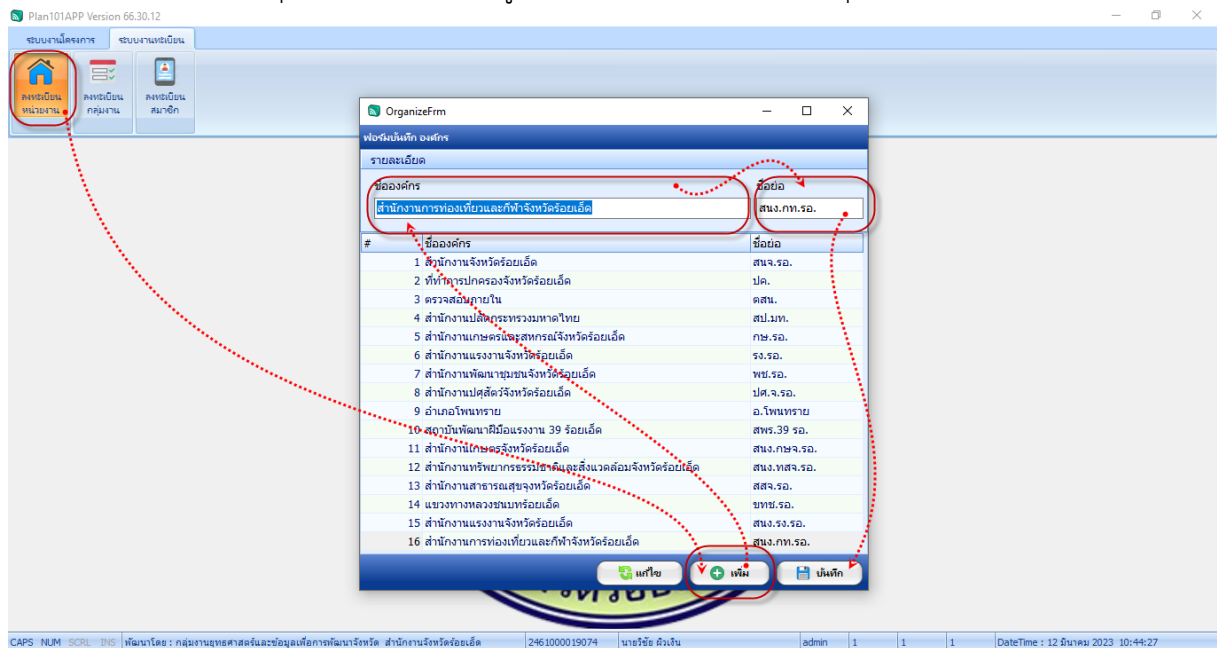 Plan101APP Version 66.30.12
ระบบงานโครงการ ระบบงานทะเบียน
ลงทะเบียน หน่วยงาน
ลงทะเบียน กลุ่มงาน
ลงทะเบียน สมาชิก
OrganizeFrm
ฟอร์มบันทึก องค์กร
รายละเอียด
ชื่อองค์กร ชื่อย่อ
สำนักงานการท่องเที่ยวและกีฬาจังหวัดร้อยเอ็ด สนง.กท.รอ.
# ชื่อองค์กร ชื่อย่อ
1 สำนักงานจังหวัดร้อยเอ็ด สนจ.รอ.
2 ที่ทำการปกครองจังหวัดร้อยเอ็ด ปค.
3 ตรวจสอบภายใน ตสน.
4 สำนักงานปลัดกระทรวงมหาดไทย สป.มท.
5 สำนักงานเกษตรและสหกรณ์จังหวัดร้อยเอ็ด กษ.รอ.
6 สำนักงานแรงงานจังหวัดร้อยเอ็ด รง.รอ.
7 สำนักงานพัฒนาชุมชนจังหวัดร้อยเอ็ด พช.รอ.
8 สำนักงานปศุสัตว์จังหวัดร้อยเอ็ด ปศ.จ.รอ.
9 อำเภอโพนทราย อ.โพนทราย
10 สถาบันพัฒนาฝีมือแรงงาน 39 ร้อยเอ็ด สพร.39 รอ.
11 สำนักงานเกษตรจังหวัดร้อยเอ็ด สนง.กษจ.รอ.
12 สำนักงานทรัพยากรธรรมชาติและสิ่งแวดล้อมจังหวัดร้อยเอ็ด สนง.ทสจ.รอ.
13 สำนักงานสาธารณสุขจงหวัดร้อยเอ็ด สสจ.รอ.
14 แขวงทางหลวงชนบทร้อยเอ็ด ขทช.รอ.
15 สำนักงานแรงงานจังหวัดร้อยเอ็ด สนง.รง.รอ.
16 สำนักงานการท่องเที่ยวและกีฬาจังหวัดร้อยเอ็ด สนง.กท.รอ.
แก้ไข เพิ่ม บันทึก
CAPS NUM SCRL INS พัฒนาโดย : กลุ่มงานยุทธศาสตร์และข้อมูลเพื่อการพัฒนาจังหวัด สำนักงานจังหวัดร้อยเอ็ด 2461000019074 นายวิชัย ผิวเงิน admin 1 1 1 DateTime : 12 มีนาคม 2023 10:44:27